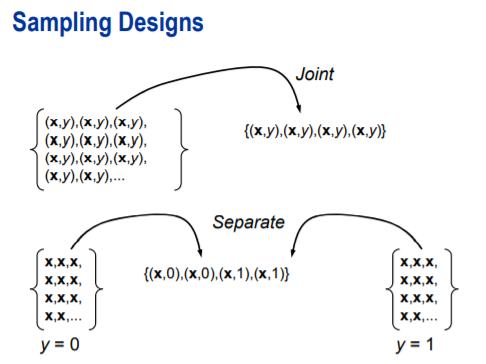 Sampling Designs
Joint
(x,y),(x,y),(x,y),
(x,y),(x,y),(x,y),
(x,y),(x,y),(x,y),
(x,y),(x,y),...
{(x,y),(x,y),(x,y),(x,y)}
Separate
x,x,x,
x,x,x,
x,x,x,
x,x,...
y = 0
{(x,0),(x,0),(x,1),(x,1)}
x,x,x,
x,x,x,
x,x,x,
x,x,...
y = 1